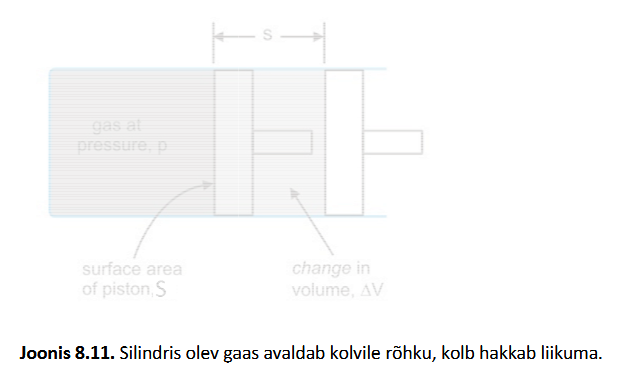 s
gas at
pressure, p
surface area
of piston,S
change in
volume, ΔV
Joonis 8.11. Silindris olev gaas avaldab kolvile rõhku, kolb hakkab liikuma.